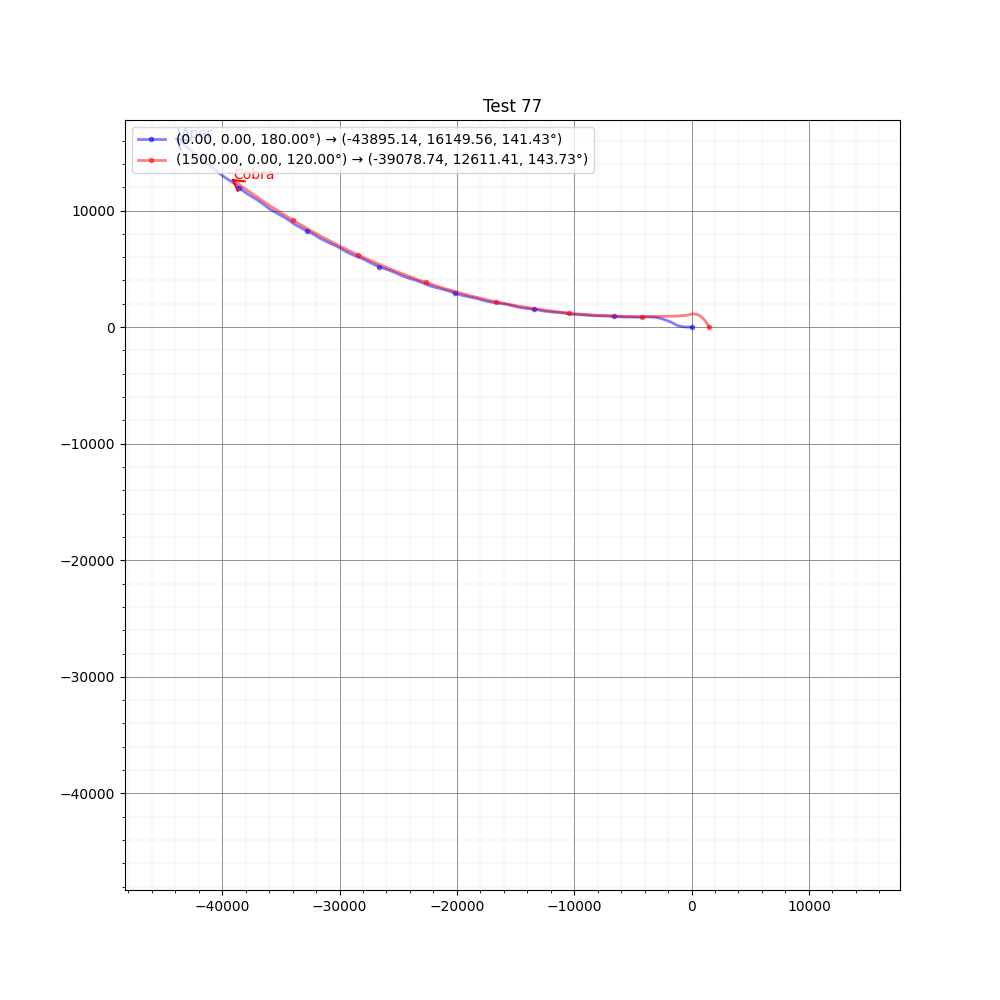 Test 77
Viper
(0.00, 0.00, 180.00°) → (-43895.14, 16149.56, 141.43°)
(1500.00, 0.00, 120.00°) → (-39078.74, 12611.41, 143.73°)
Cobra
10000
0
−10000
−20000
−30000
−40000
−40000 −30000 −20000 −10000 0 10000